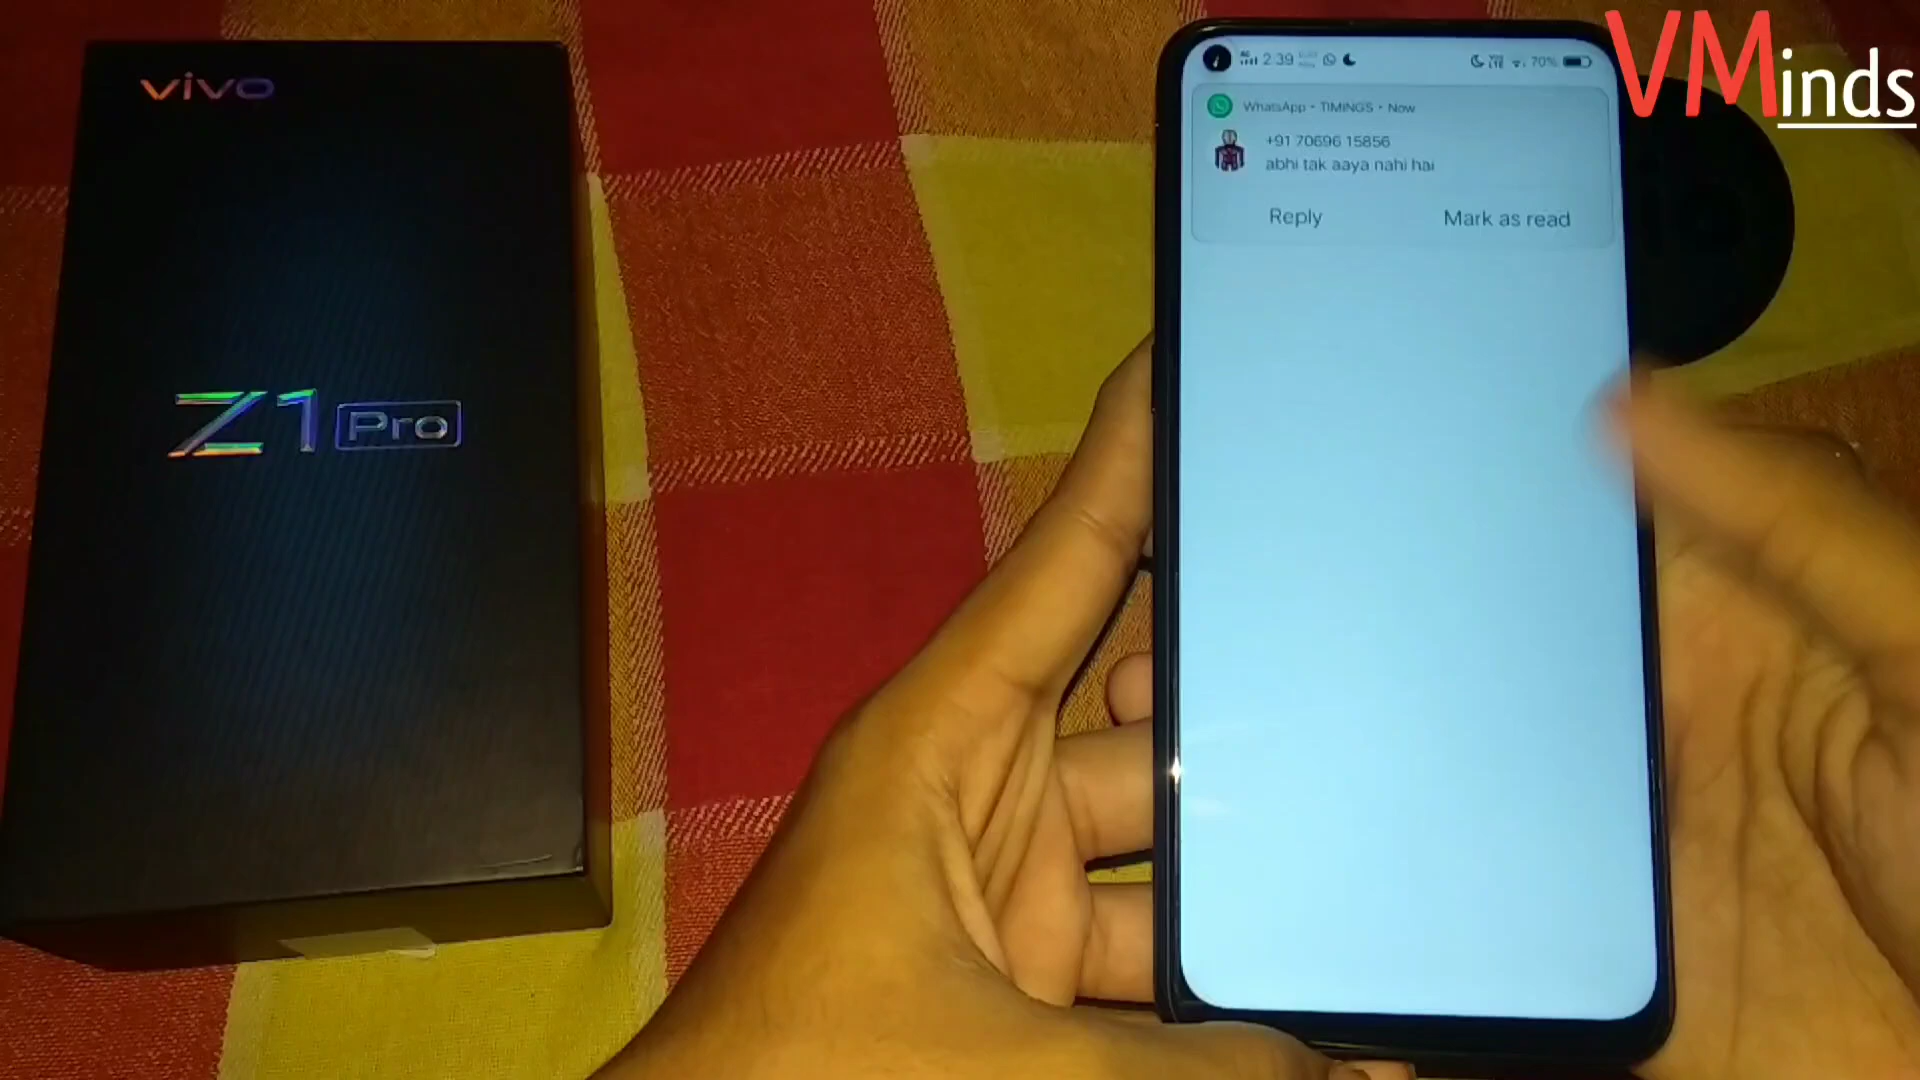 vivo
Z1 Pro
2:39
70%
WhatsApp • TIMINGS • Now
+91 70696 15856
abhi tak aaya nahi hai
Reply
Mark as read
VMinds